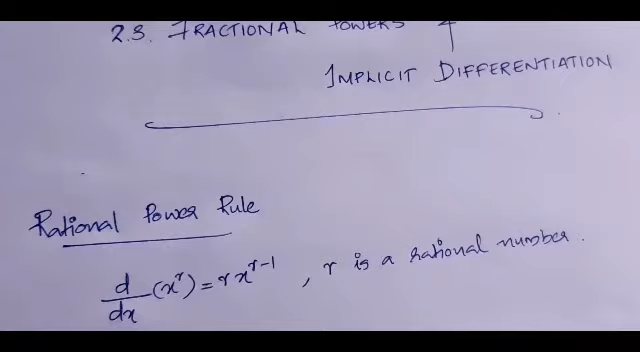 2.3. FRACTIONAL POWERS &
IMPLICIT DIFFERENTIATION
Rational Power Rule
d/dx (x^r) = r x^{r-1} , r is a rational number.